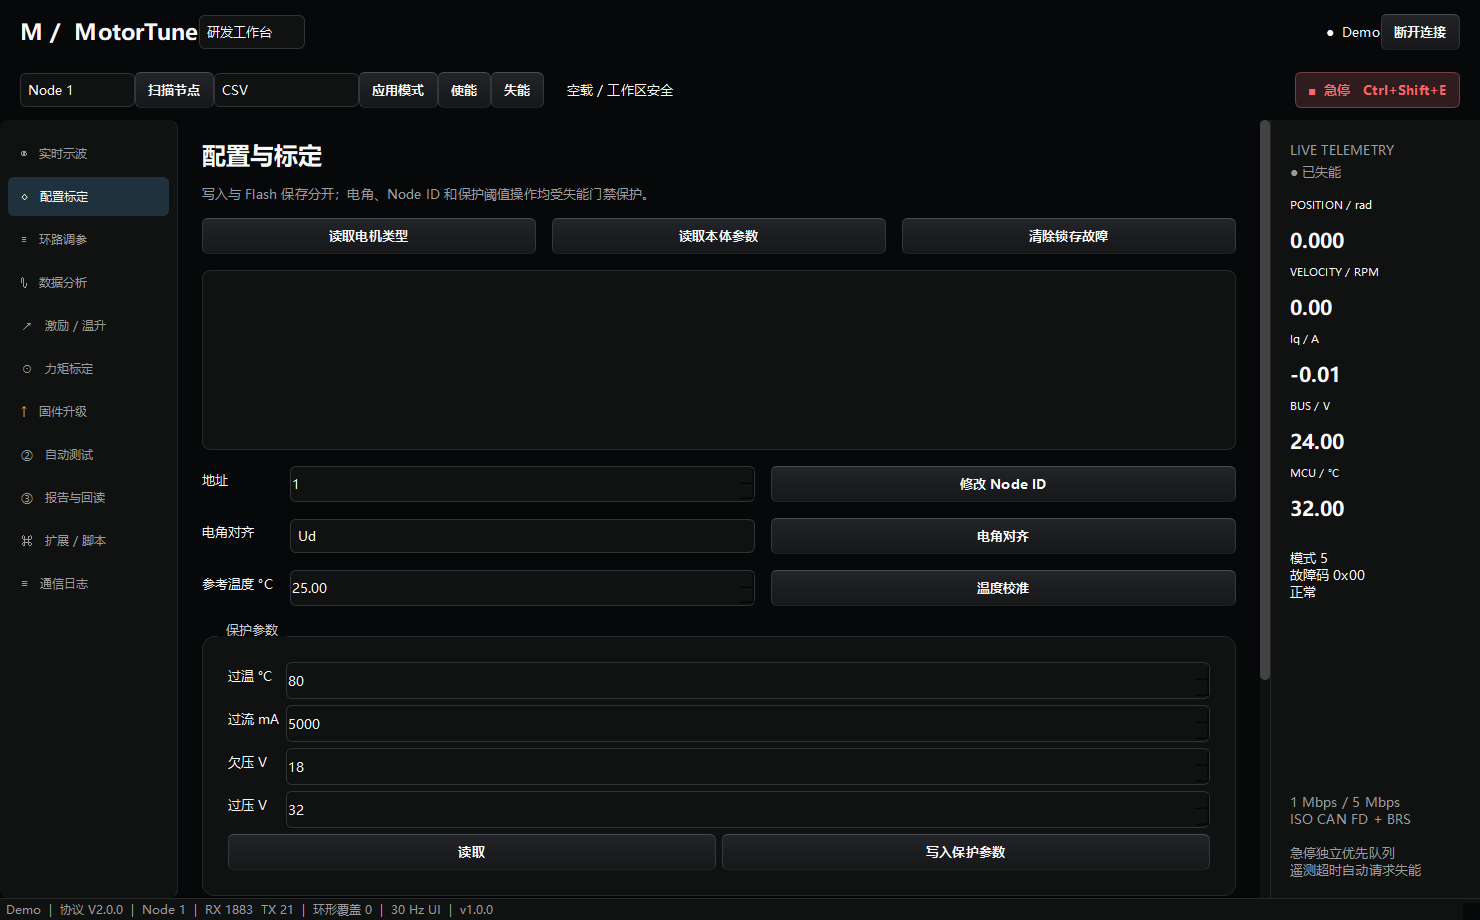 M / MotorTune 研发工作台 ● Demo 断开连接
Node 1 扫描节点 CSV 应用模式 使能 失能 空载 / 工作区安全 ■ 急停 Ctrl+Shift+E
实时示波
◇ 配置标定
≡ 环路调参
数据分析
↗ 激励 / 温升
⊙ 力矩标定
↑ 固件升级
② 自动测试
③ 报告与回读
⌘ 扩展 / 脚本
≡ 通信日志
配置与标定
写入与 Flash 保存分开；电角、Node ID 和保护阈值操作均受失能门禁保护。
读取电机类型 读取本体参数 清除锁存故障
地址 1 修改 Node ID
电角对齐 Ud 电角对齐
参考温度 °C 25.00 温度校准
保护参数
过温 °C 80
过流 mA 5000
欠压 V 18
过压 V 32
读取 写入保护参数
LIVE TELEMETRY
● 已失能
POSITION / rad
0.000
VELOCITY / RPM
0.00
Iq / A
-0.01
BUS / V
24.00
MCU / °C
32.00
模式 5
故障码 0x00
正常
1 Mbps / 5 Mbps
ISO CAN FD + BRS
急停独立优先队列
遥测超时自动请求失能
Demo | 协议 V2.0.0 | Node 1 | RX 1883 TX 21 | 环形覆盖 0 | 30 Hz UI | v1.0.0